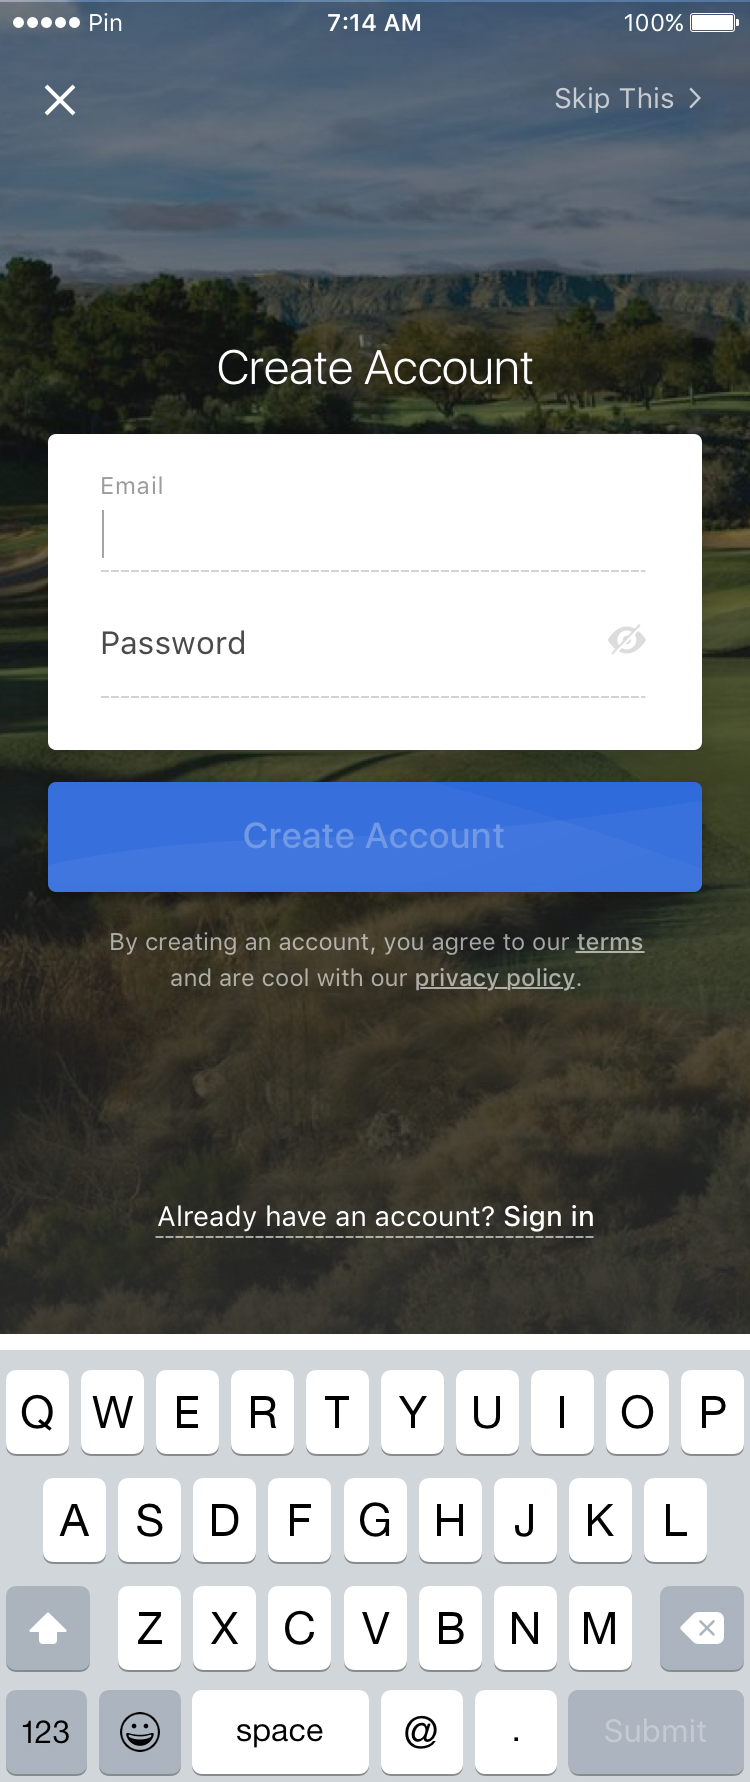 Pin 7:14 AM 100%
Skip This
Create Account
Email
Password
Create Account
By creating an account, you agree to our terms
and are cool with our privacy policy.
Already have an account? Sign in
Q W E R T Y U I O P
A S D F G H J K L
Z X C V B N M
123 space @ . Submit